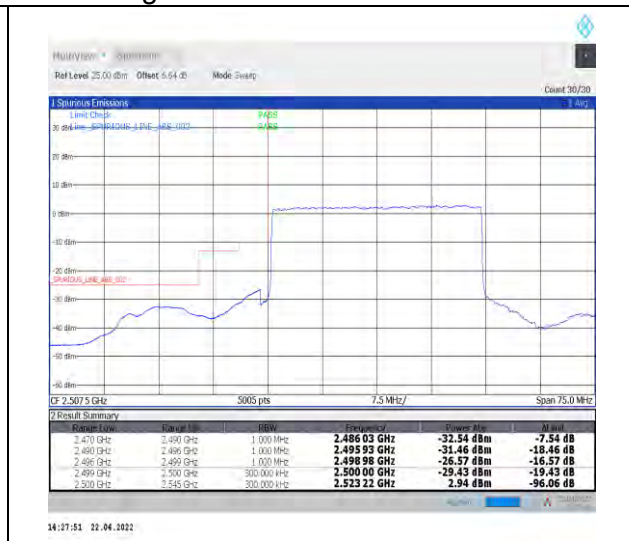 MultiView Spectrum
Ref Level 25.00 dBm Offset 6.64 dB Mode Sweep
Count 30/30
1 Spurious Emissions
1 Avg
Limit Check PASS
Line _SPURIOUS_LINE_ABS_002 PASS
30 dBm
20 dBm
10 dBm
0 dBm
-10 dBm
-20 dBm
_SPURIOUS_LINE_ABS_002
-30 dBm
-40 dBm
-50 dBm
-60 dBm
CF 2.5075 GHz 5005 pts 7.5 MHz/ Span 75.0 MHz
2 Result Summary
Range Low Range Up RBW Frequency Power Abs ΔLimit
2.470 GHz 2.490 GHz 1.000 MHz 2.486 03 GHz -32.54 dBm -7.54 dB
2.490 GHz 2.496 GHz 1.000 MHz 2.495 93 GHz -31.46 dBm -18.46 dB
2.496 GHz 2.499 GHz 1.000 MHz 2.498 98 GHz -26.57 dBm -16.57 dB
2.499 GHz 2.500 GHz 300.000 kHz 2.500 00 GHz -29.43 dBm -19.43 dB
2.500 GHz 2.545 GHz 300.000 kHz 2.523 22 GHz 2.94 dBm -96.06 dB
14:27:51 22.04.2022